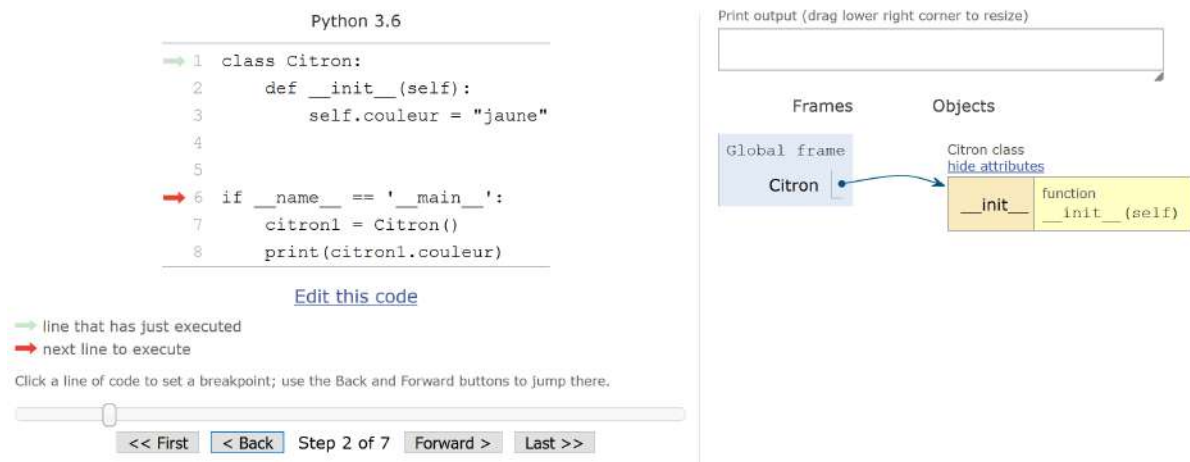 Python 3.6
1 class Citron:
2 def __init__(self):
3 self.couleur = "jaune"
4
5
6 if __name__ == '__main__':
7 citron1 = Citron()
8 print(citron1.couleur)
Edit this code
line that has just executed
next line to execute
Click a line of code to set a breakpoint; use the Back and Forward buttons to jump there.
<< First < Back Step 2 of 7 Forward > Last >>
Print output (drag lower right corner to resize)
Frames Objects
Global frame
Citron
Citron class
hide attributes
__init__ function
__init__(self)